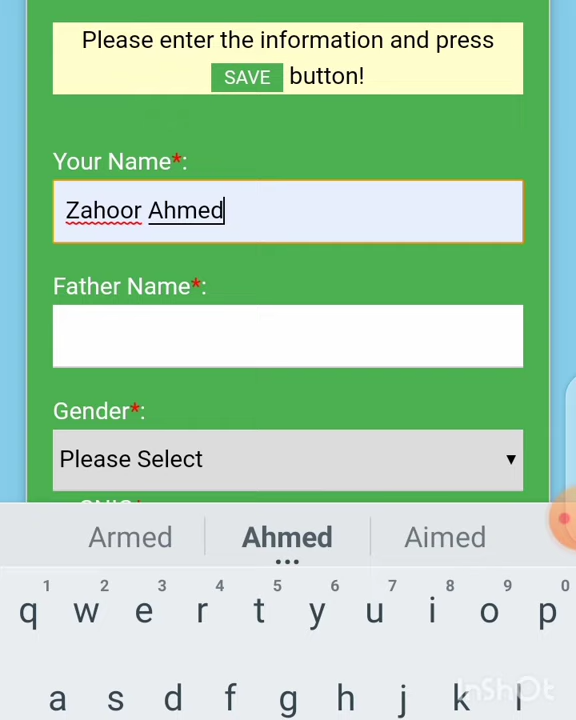 Please enter the information and press
SAVE button!
Your Name*:
Zahoor Ahmed
Father Name*:
Gender*:
Please Select
Armed Ahmed Aimed
1 2 3 4 5 6 7 8 9 0
q w e r t y u i o p
a s d f g h j k l
InShOt